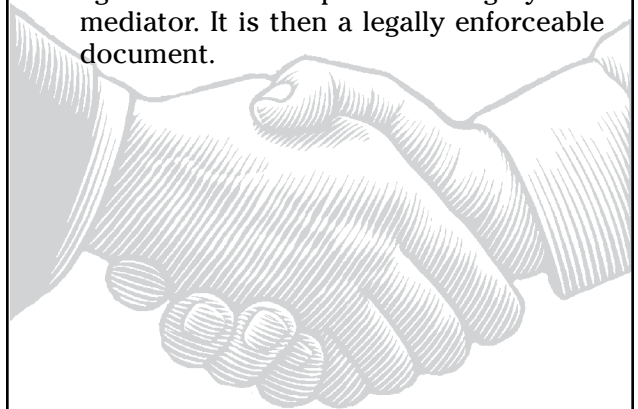 mediator. It is then a legally enforceable
document.